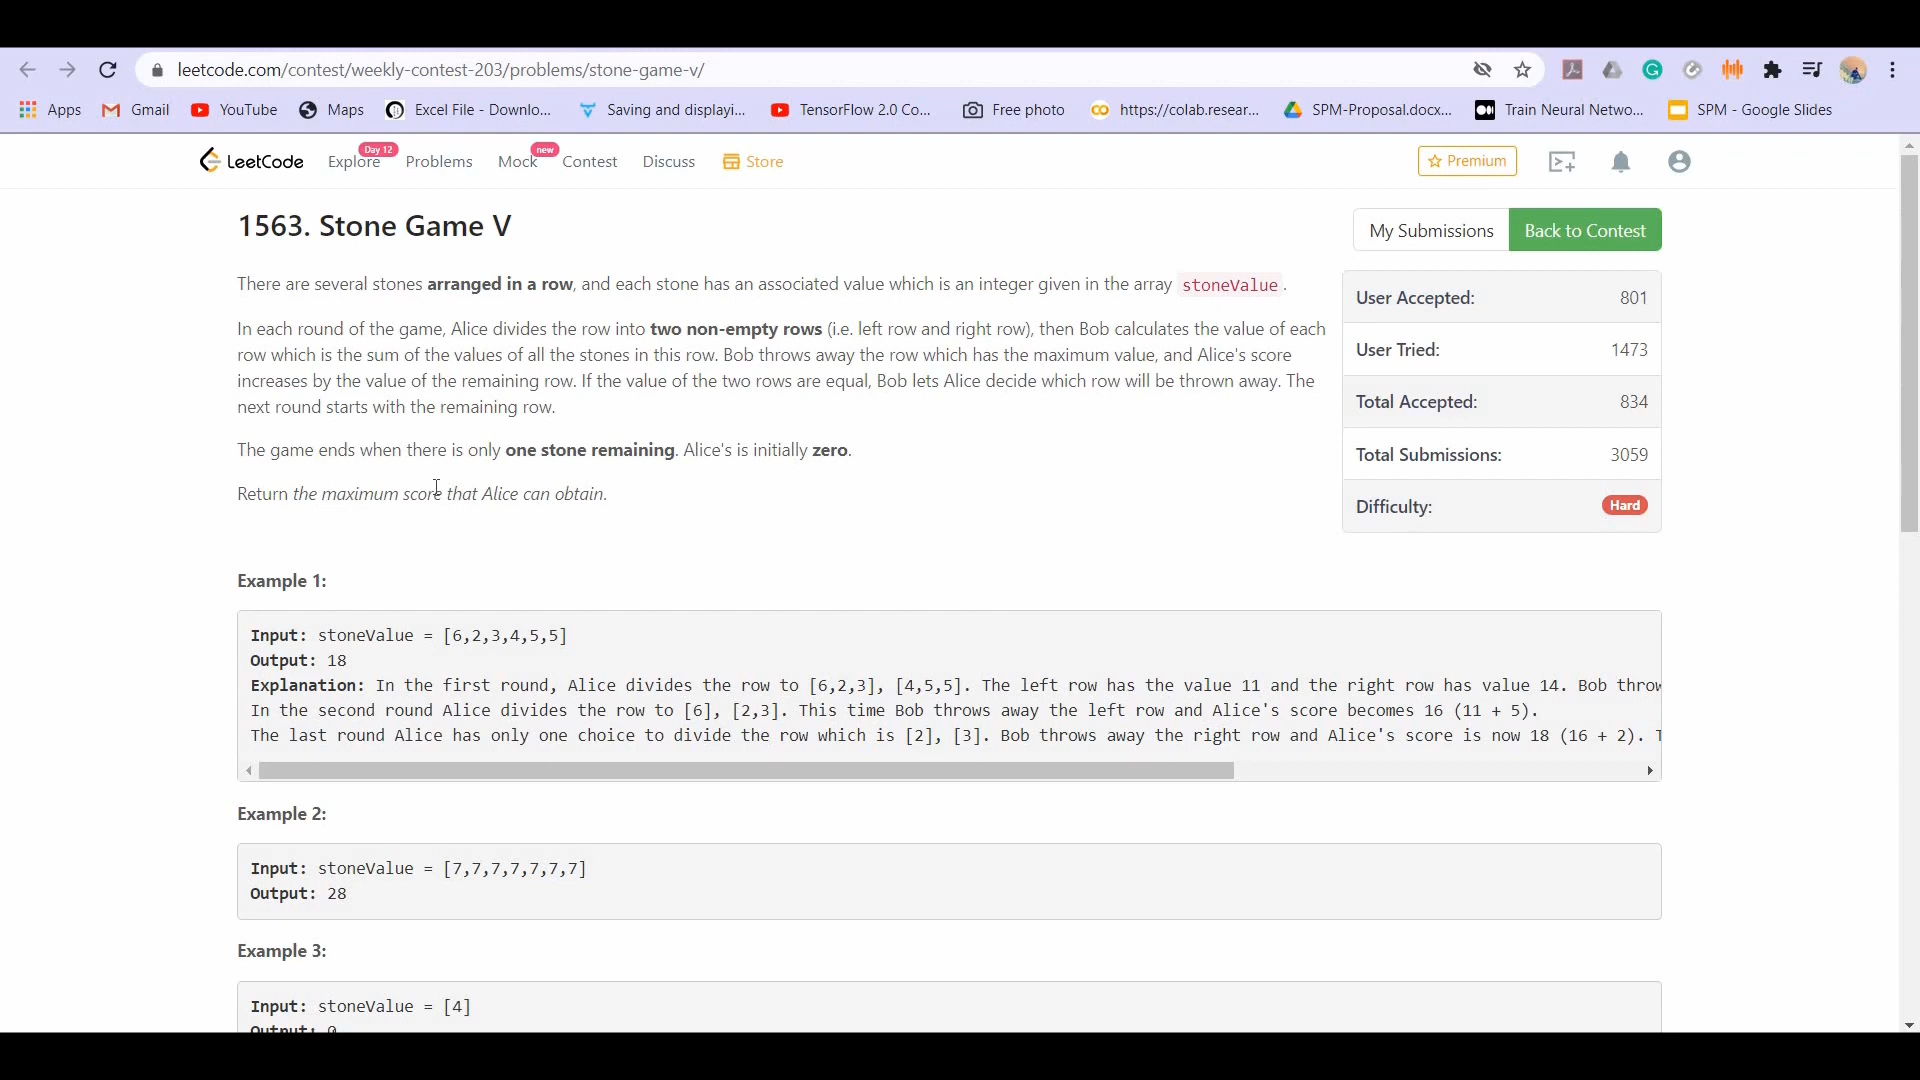 leetcode.com/contest/weekly-contest-203/problems/stone-game-v/
Apps Gmail YouTube Maps Excel File - Downlo... Saving and displayi... TensorFlow 2.0 Co... Free photo https://colab.resear... SPM-Proposal.docx... Train Neural Netwo... SPM - Google Slides
LeetCode Explore Day 12 Problems Mock new Contest Discuss Store Premium
1563. Stone Game V
My Submissions Back to Contest
There are several stones arranged in a row, and each stone has an associated value which is an integer given in the array stoneValue.
In each round of the game, Alice divides the row into two non-empty rows (i.e. left row and right row), then Bob calculates the value of each
row which is the sum of the values of all the stones in this row. Bob throws away the row which has the maximum value, and Alice's score
increases by the value of the remaining row. If the value of the two rows are equal, Bob lets Alice decide which row will be thrown away. The
next round starts with the remaining row.
The game ends when there is only one stone remaining. Alice's is initially zero.
Return the maximum score that Alice can obtain.
User Accepted: 801
User Tried: 1473
Total Accepted: 834
Total Submissions: 3059
Difficulty: Hard
Example 1:
Input: stoneValue = [6,2,3,4,5,5]
Output: 18
Explanation: In the first round, Alice divides the row to [6,2,3], [4,5,5]. The left row has the value 11 and the right row has value 14. Bob throw
In the second round Alice divides the row to [6], [2,3]. This time Bob throws away the left row and Alice's score becomes 16 (11 + 5).
The last round Alice has only one choice to divide the row which is [2], [3]. Bob throws away the right row and Alice's score is now 18 (16 + 2). T
Example 2:
Input: stoneValue = [7,7,7,7,7,7,7]
Output: 28
Example 3:
Input: stoneValue = [4]
Output: 0